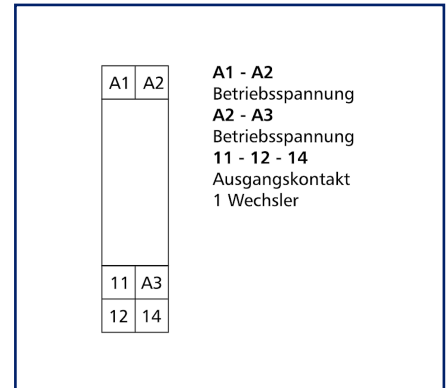 A1 A2
A1 - A2
Betriebsspannung
A2 - A3
Betriebsspannung
11 - 12 - 14
Ausgangskontakt
1 Wechsler
11 A3
12 14